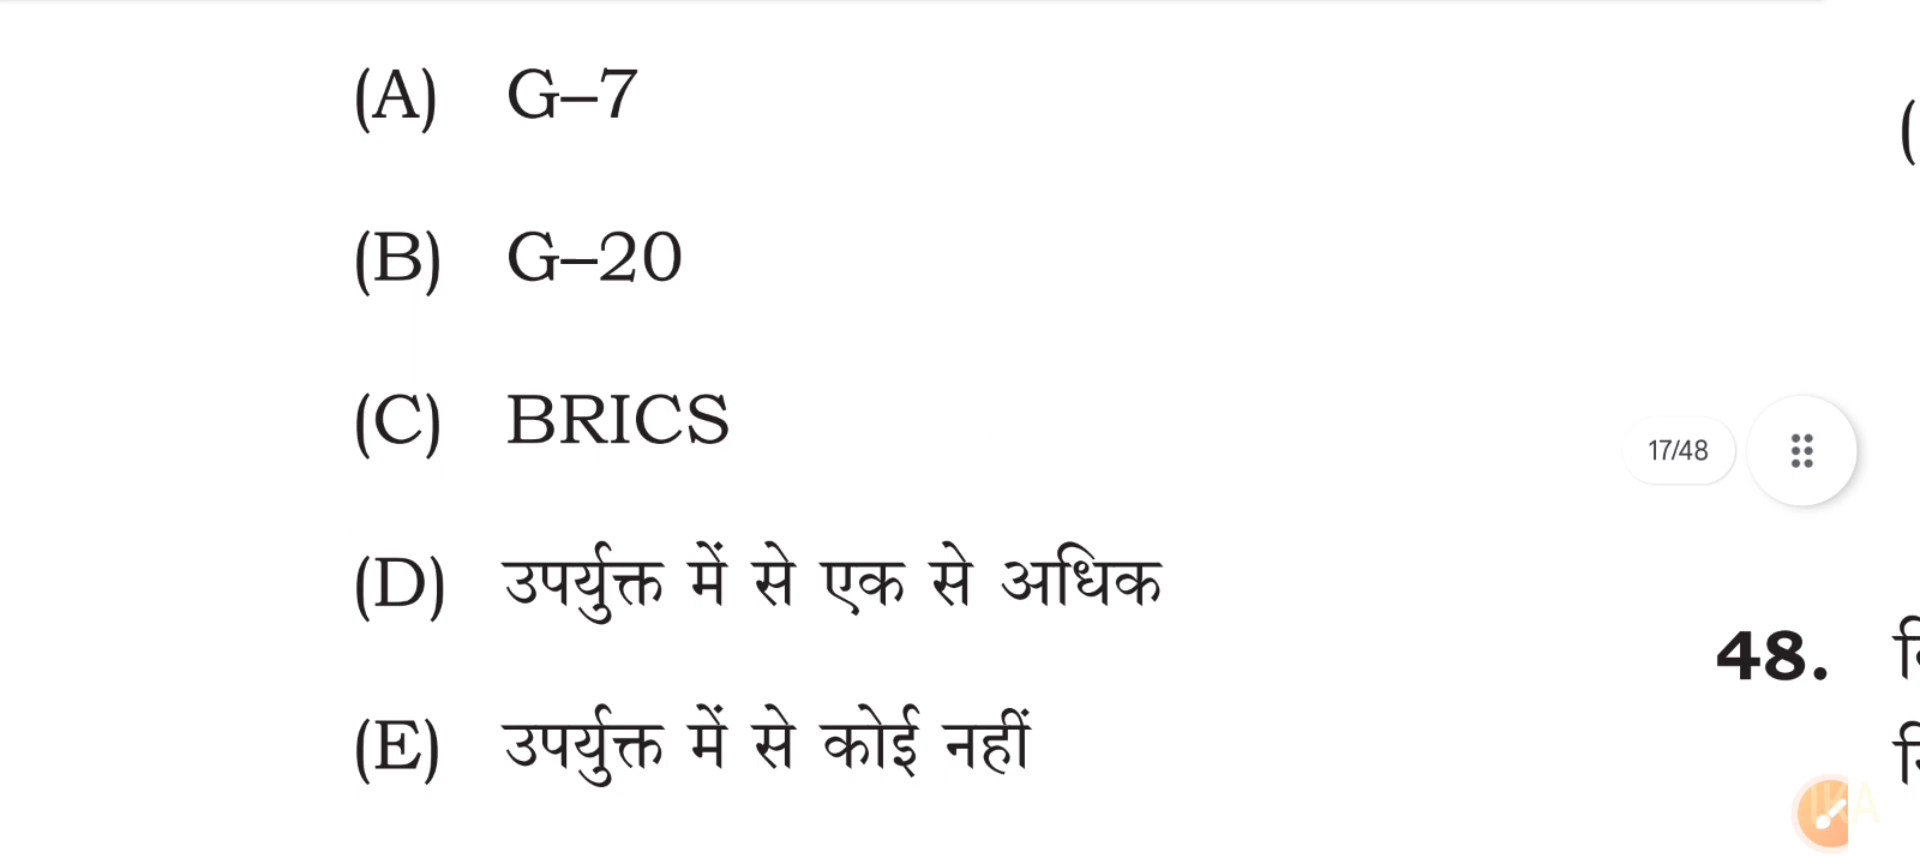 (A) G–7
(
(B) G–20
(C) BRICS
17/48
(D) उपर्युक्त में से एक से अधिक
48.
(E) उपर्युक्त में से कोई नहीं